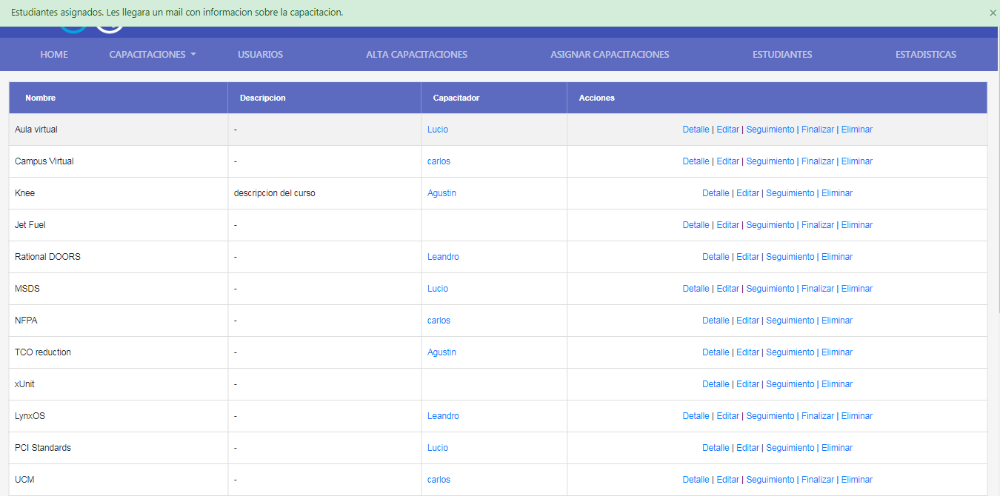 Estudiantes asignados. Les llegara un mail con informacion sobre la capacitacion. ×
HOME CAPACITACIONES USUARIOS ALTA CAPACITACIONES ASIGNAR CAPACITACIONES ESTUDIANTES ESTADISTICAS
Nombre Descripcion Capacitador Acciones
Aula virtual - Lucio Detalle | Editar | Seguimiento | Finalizar | Eliminar
Campus Virtual - carlos Detalle | Editar | Seguimiento | Finalizar | Eliminar
Knee descripcion del curso Agustin Detalle | Editar | Seguimiento | Eliminar
Jet Fuel - Detalle | Editar | Seguimiento | Finalizar | Eliminar
Rational DOORS - Leandro Detalle | Editar | Seguimiento | Eliminar
MSDS - Lucio Detalle | Editar | Seguimiento | Finalizar | Eliminar
NFPA - carlos Detalle | Editar | Seguimiento | Eliminar
TCO reduction - Agustin Detalle | Editar | Seguimiento | Eliminar
xUnit - Detalle | Editar | Seguimiento | Eliminar
LynxOS - Leandro Detalle | Editar | Seguimiento | Finalizar | Eliminar
PCI Standards - Lucio Detalle | Editar | Seguimiento | Eliminar
UCM - carlos Detalle | Editar | Seguimiento | Finalizar | Eliminar